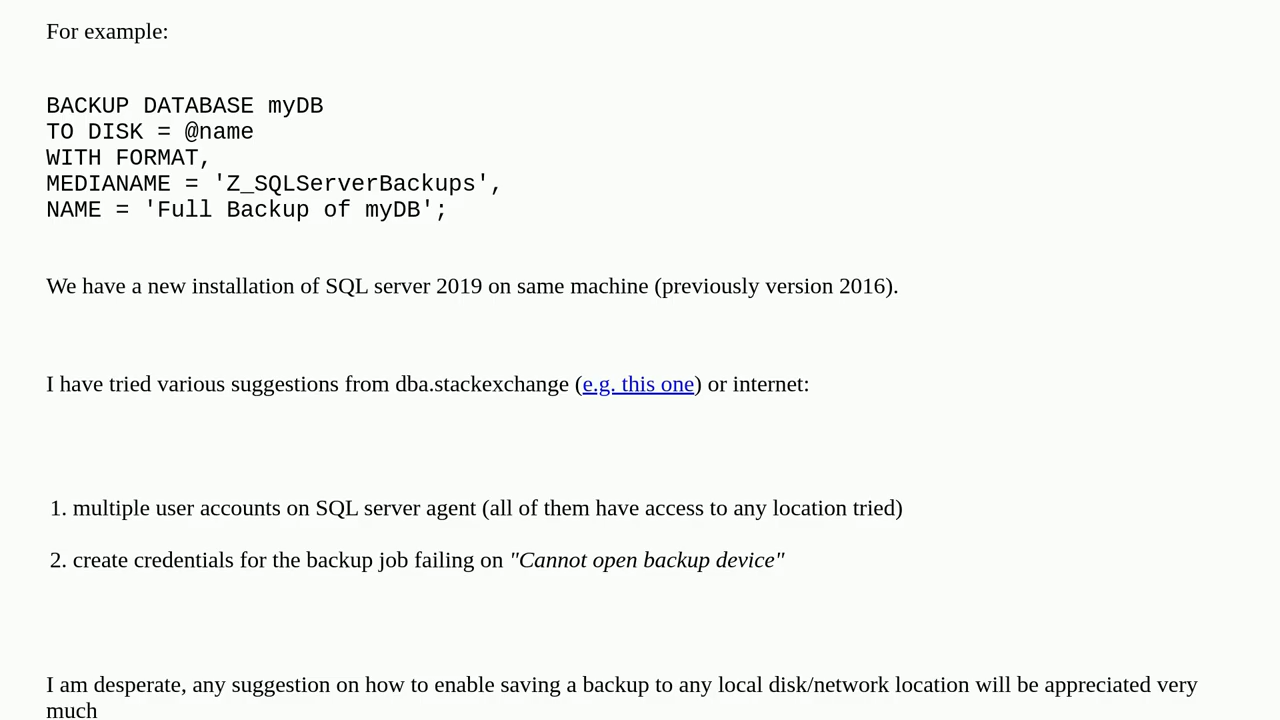 For example:
BACKUP DATABASE myDB
TO DISK = @name
WITH FORMAT,
MEDIANAME = 'Z_SQLServerBackups',
NAME = 'Full Backup of myDB';
We have a new installation of SQL server 2019 on same machine (previously version 2016).
I have tried various suggestions from dba.stackexchange (e.g. this one) or internet:
1. multiple user accounts on SQL server agent (all of them have access to any location tried)
2. create credentials for the backup job failing on "Cannot open backup device"
I am desperate, any suggestion on how to enable saving a backup to any local disk/network location will be appreciated very
much